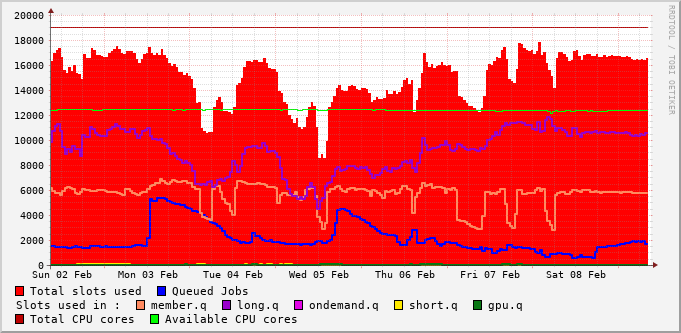 20000
18000
16000
14000
12000
10000
8000
6000
4000
2000
0
Sun 02 Feb Mon 03 Feb Tue 04 Feb Wed 05 Feb Thu 06 Feb Fri 07 Feb Sat 08 Feb
Total slots used Queued Jobs
Slots used in : member.q long.q ondemand.q short.q gpu.q
Total CPU cores Available CPU cores
RRDTOOL / TOBI OETIKER